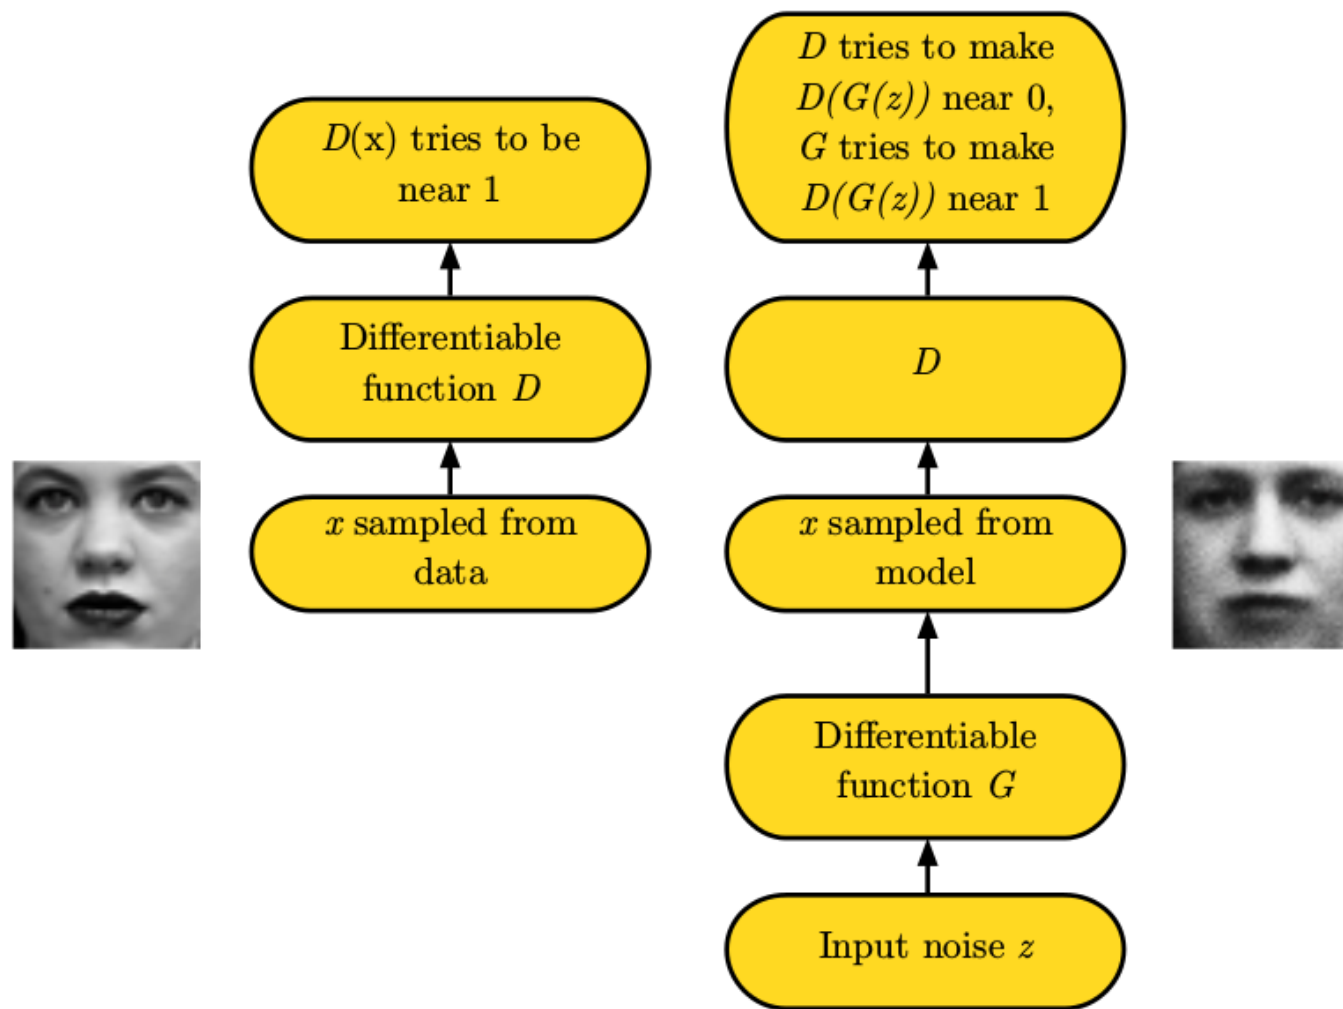 D(x) tries to be
near 1
Differentiable
function D
x sampled from
data
D tries to make
D(G(z)) near 0,
G tries to make
D(G(z)) near 1
D
x sampled from
model
Differentiable
function G
Input noise z